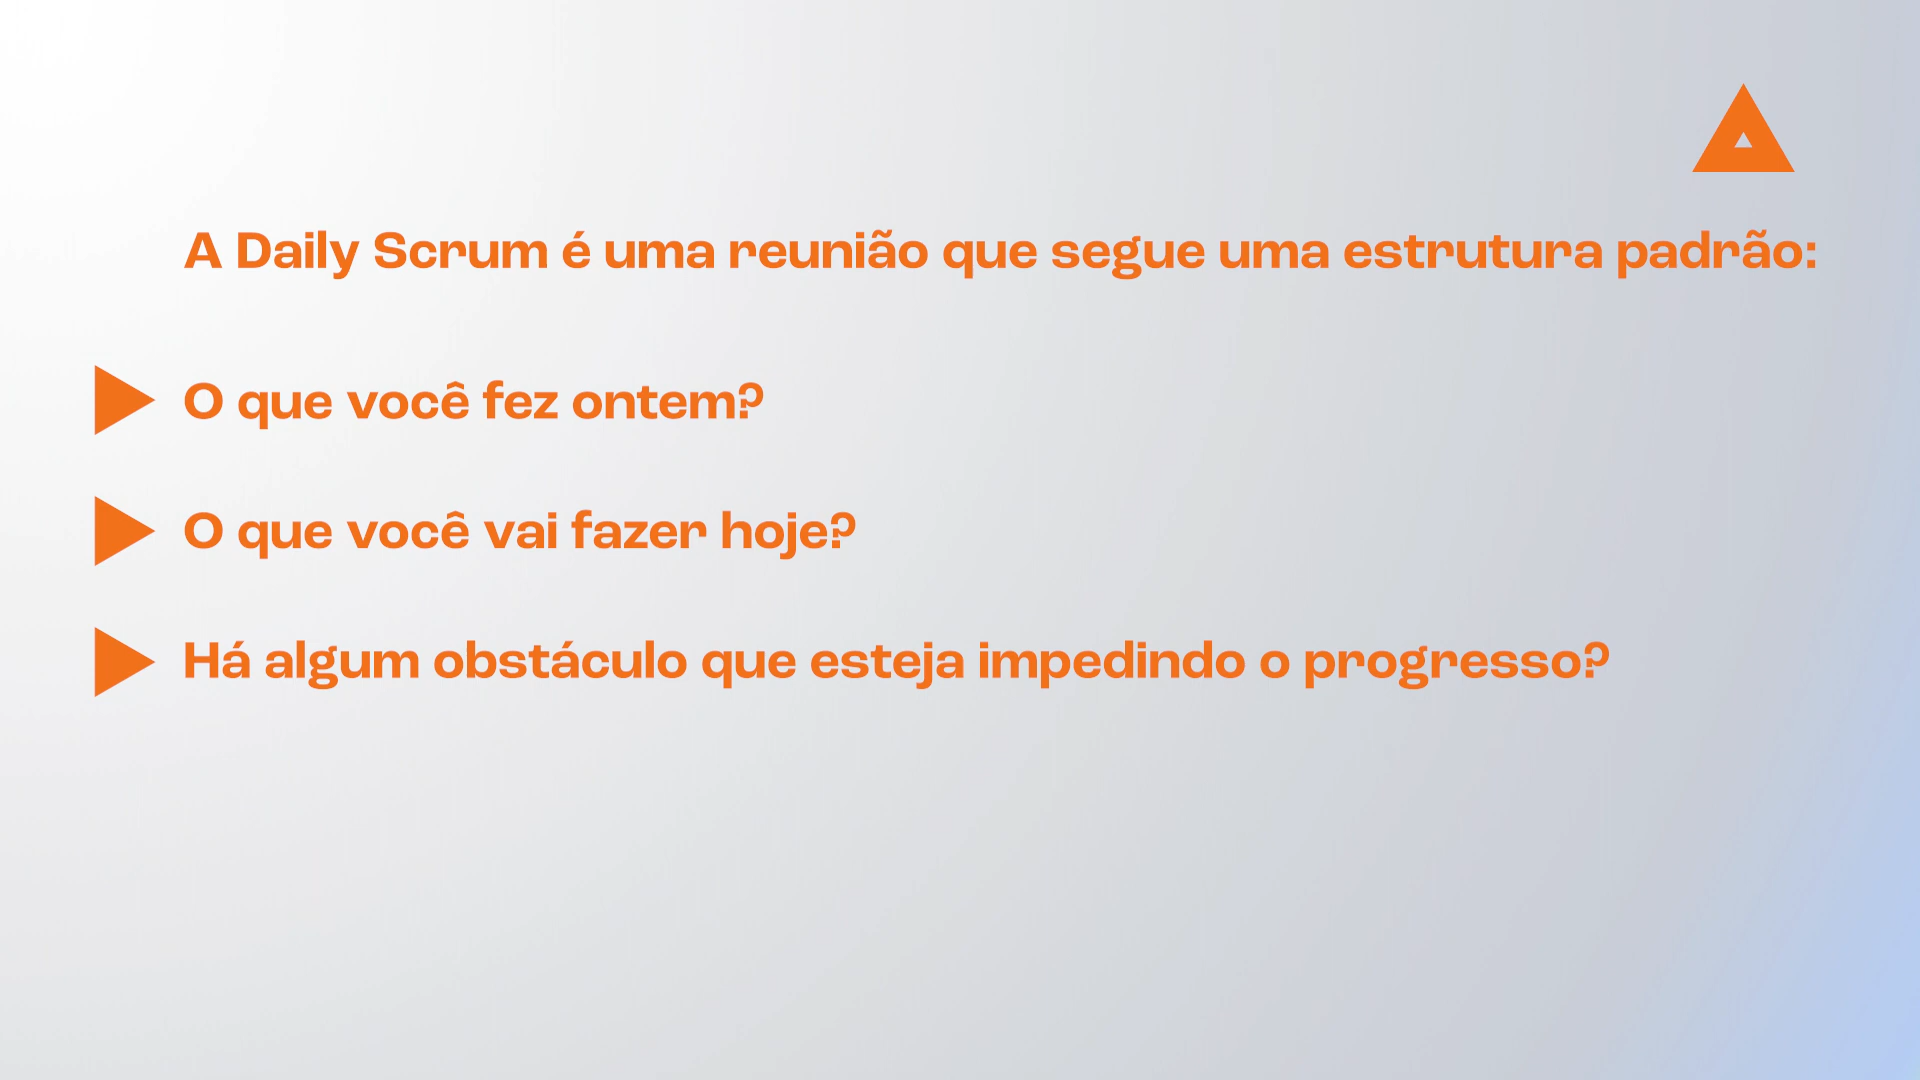 A Daily Scrum é uma reunião que segue uma estrutura padrão:
O que você fez ontem?
O que você vai fazer hoje?
Há algum obstáculo que esteja impedindo o progresso?